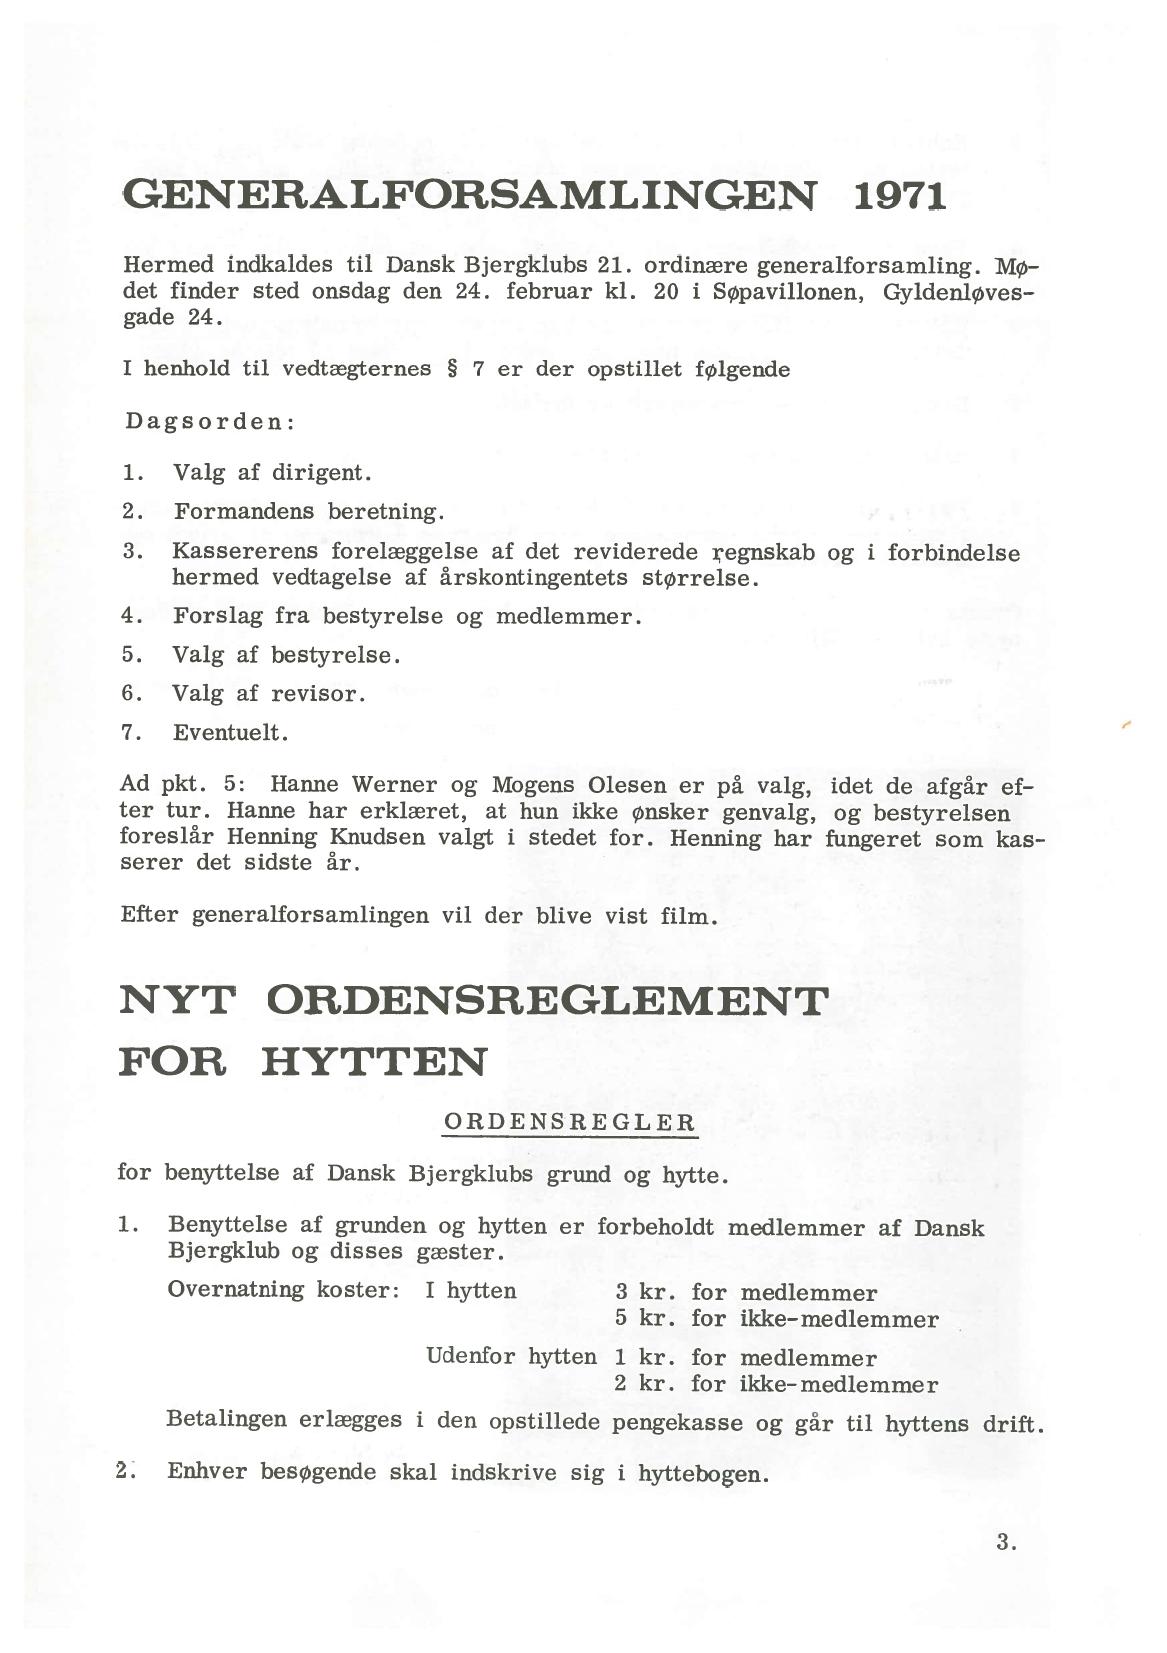 GENERALFORSAMLINGEN 1971
Hermed indkaldes til Dansk Bjergklubs 21. ordinære generalforsamling. Mø-
det finder sted onsdag den 24. februar kl. 20 i Søpavillonen, Gyldenløves-
gade 24.
I henhold til vedtægternes § 7 er der opstillet følgende
Dagsorden:
1. Valg af dirigent.
2. Formandens beretning.
3. Kassererens forelæggelse af det reviderede regnskab og i forbindelse
hermed vedtagelse af årskontingentets størrelse.
4. Forslag fra bestyrelse og medlemmer.
5. Valg af bestyrelse.
6. Valg af revisor.
7. Eventuelt.
Ad pkt. 5: Hanne Werner og Mogens Olesen er på valg, idet de afgår ef-
ter tur. Hanne har erklæret, at hun ikke ønsker genvalg, og bestyrelsen
foreslår Henning Knudsen valgt i stedet for. Henning har fungeret som kas-
serer det sidste år.
Efter generalforsamlingen vil der blive vist film.
NYT ORDENSREGLEMENT
FOR HYTTEN
ORDENSREGLER
for benyttelse af Dansk Bjergklubs grund og hytte.
1. Benyttelse af grunden og hytten er forbeholdt medlemmer af Dansk
Bjergklub og disses gæster.
Overnatning koster: I hytten 3 kr. for medlemmer
5 kr. for ikke-medlemmer
Udenfor hytten 1 kr. for medlemmer
2 kr. for ikke-medlemmer
Betalingen erlægges i den opstillede pengekasse og går til hyttens drift.
2. Enhver besøgende skal indskrive sig i hyttebogen.
3.